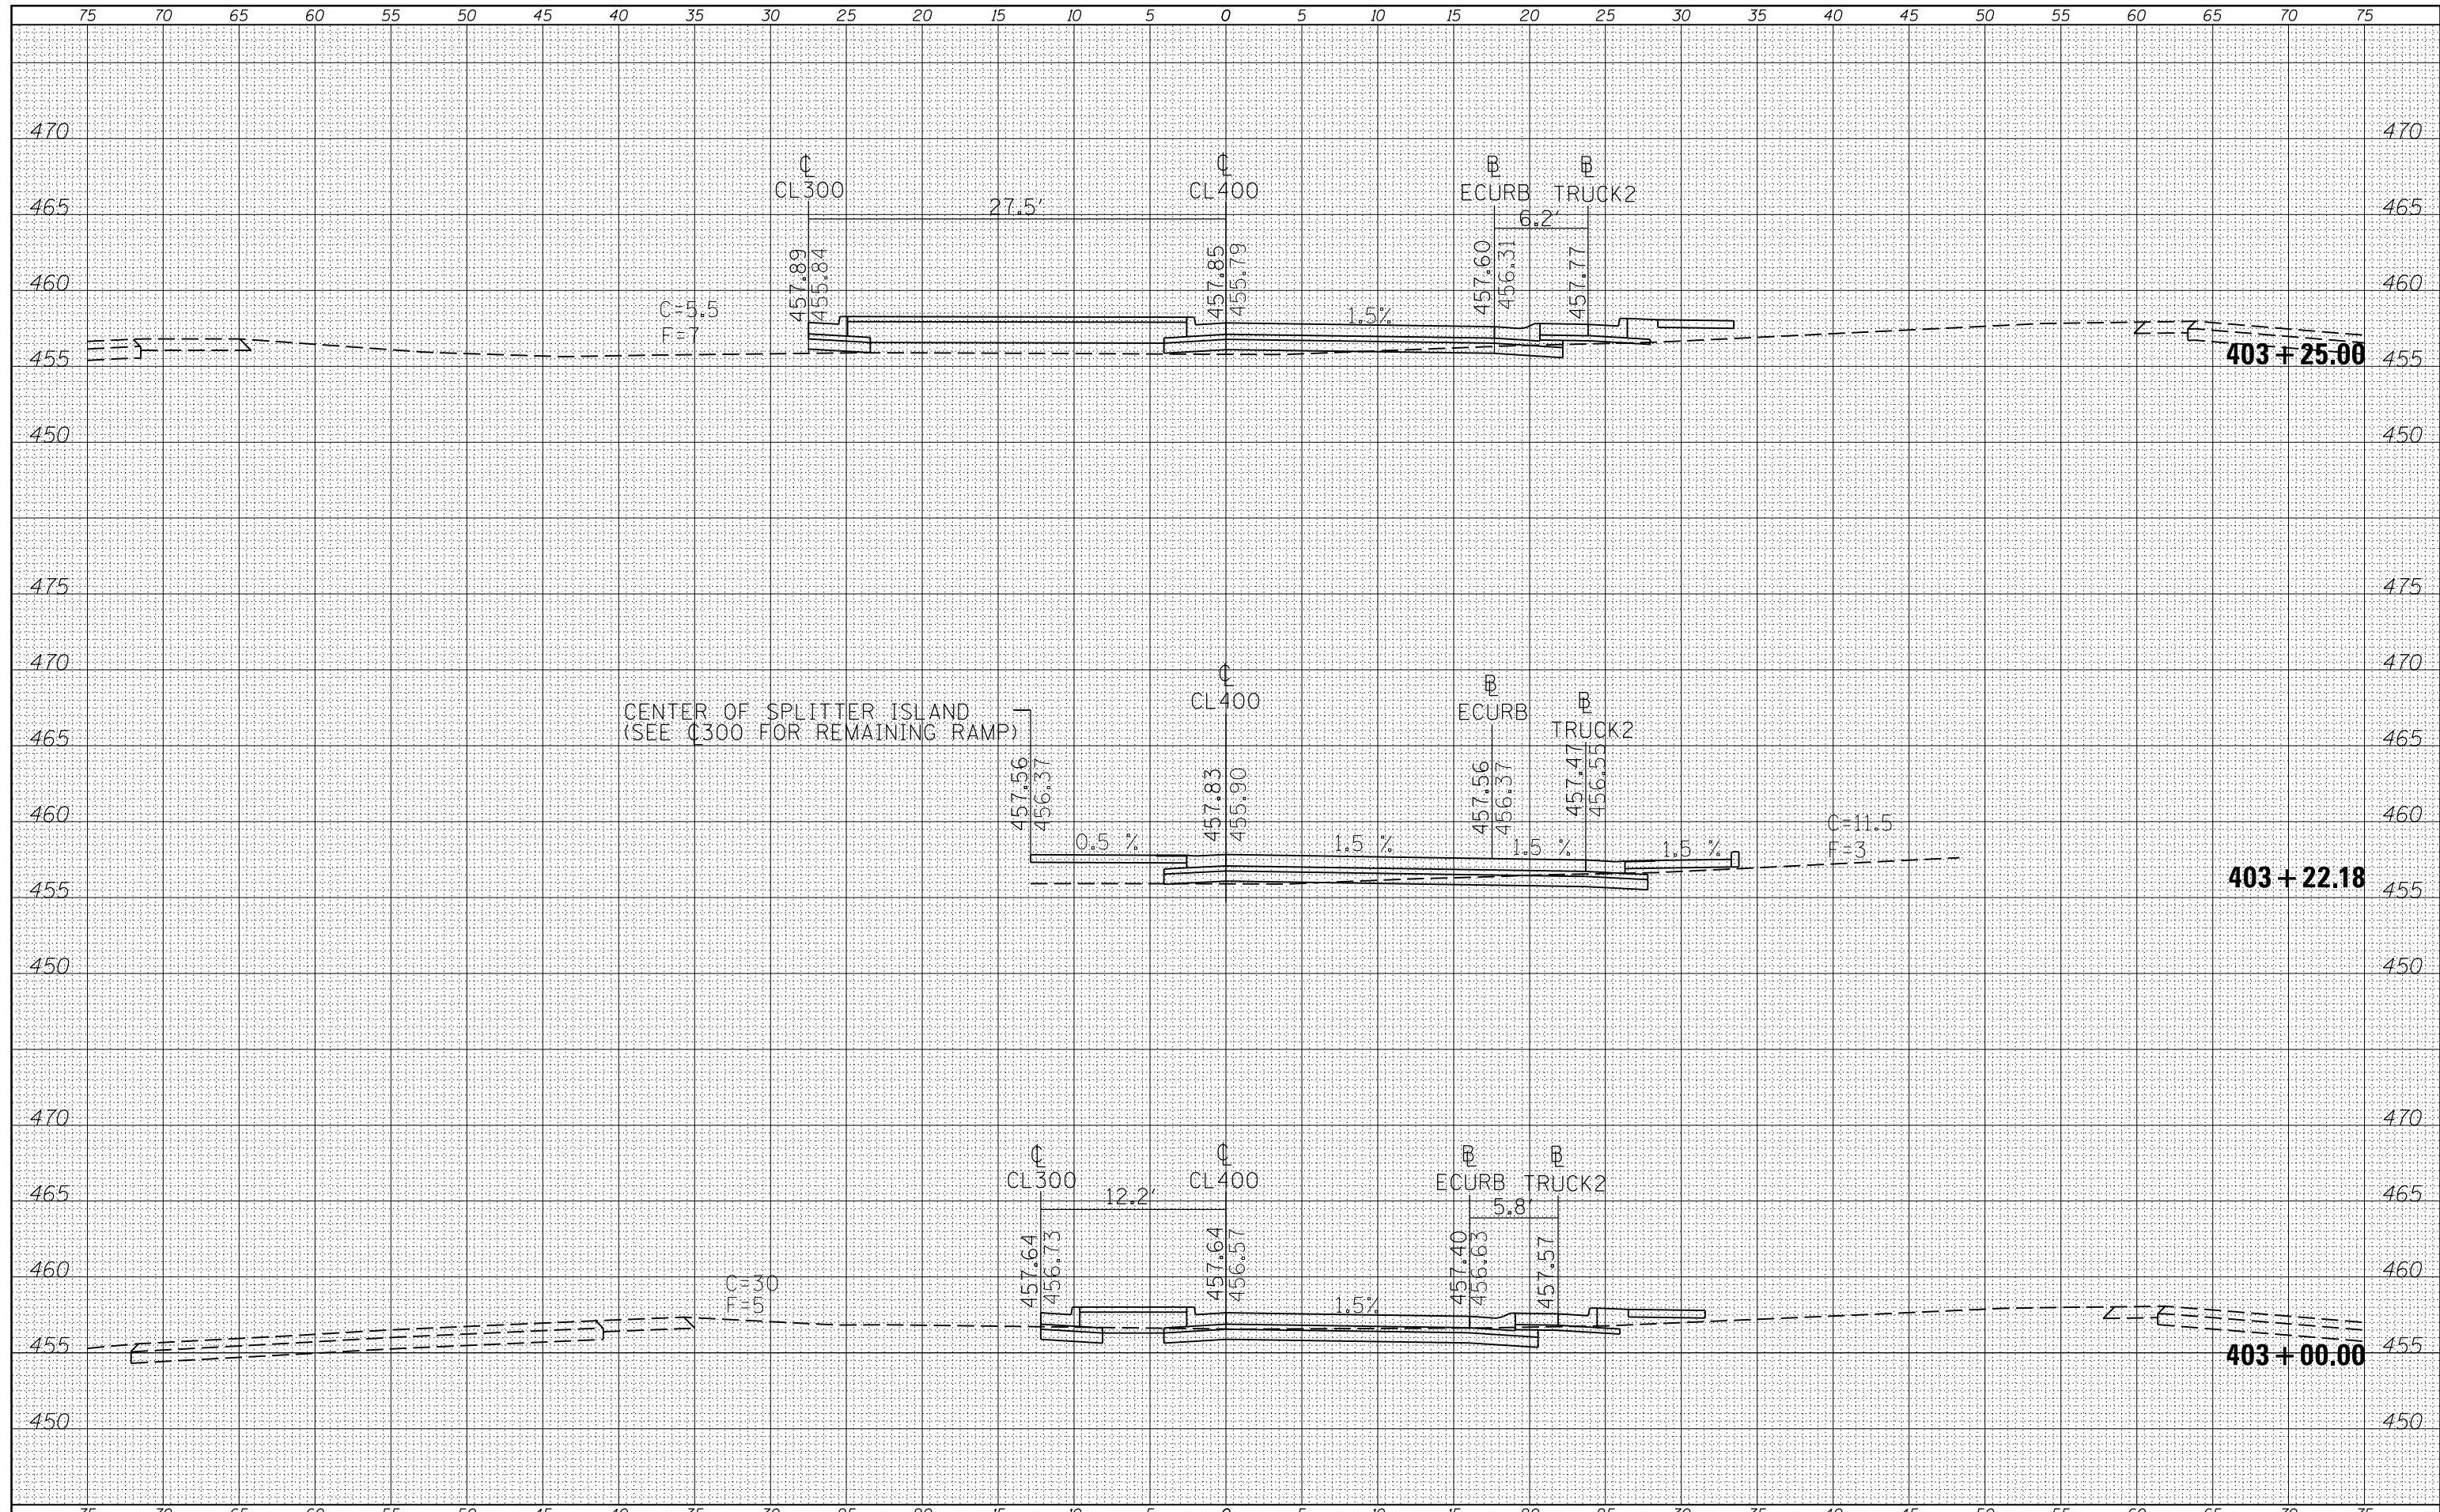 75 70 65 60 55 50 45 40 35 30 25 20 15 10 5 0 5 10 15 20 25 30 35 40 45 50 55 60 65 70 75
470 470
℄ ℄ ⅊ ⅊
CL300 CL400 ECURB TRUCK2
465 27.5' 6.2' 465
457.89 455.84 457.85 455.79 457.60 456.31 457.77
460 460
C=5.5 1.5%
F=7
455 403+25.00 455
450 450
475 475
470 470
℄ ⅊ ⅊
CL400 ECURB TRUCK2
CENTER OF SPLITTER ISLAND
(SEE ℄300 FOR REMAINING RAMP)
465 465
457.56 456.37 457.83 455.90 457.56 456.37 457.47 456.55
460 460
0.5 % 1.5 % 1.5 % 1.5 % C=11.5
F=3
455 403+22.18 455
450 450
470 470
℄ ℄ ⅊ ⅊
CL300 CL400 ECURB TRUCK2
465 12.2' 5.8' 465
457.64 456.73 457.64 456.57 457.40 456.63 457.57
460 460
C=30
F=5 1.5%
455 403+00.00 455
450 450